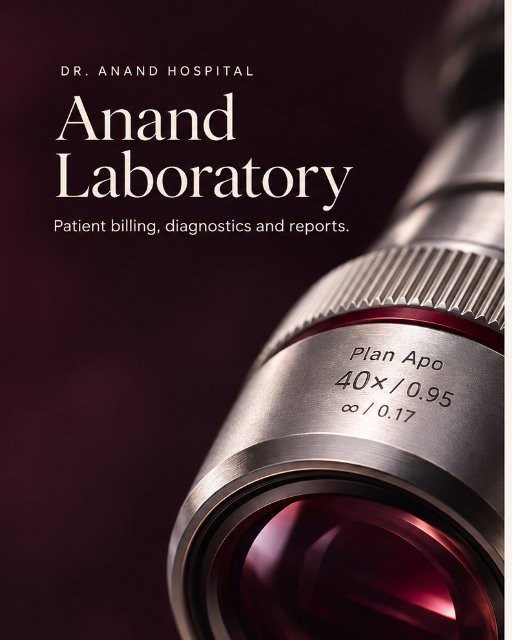 DR. ANAND HOSPITAL
Anand
Laboratory
Patient billing, diagnostics and reports.
Plan Apo
40× / 0.95
∞ / 0.17